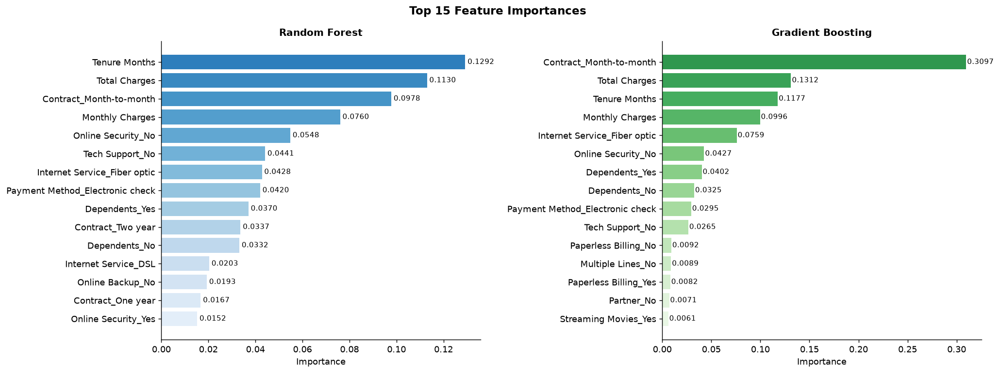 Top 15 Feature Importances
Random Forest
Tenure Months 0.1292
Total Charges 0.1130
Contract_Month-to-month 0.0978
Monthly Charges 0.0760
Online Security_No 0.0548
Tech Support_No 0.0441
Internet Service_Fiber optic 0.0428
Payment Method_Electronic check 0.0420
Dependents_Yes 0.0370
Contract_Two year 0.0337
Dependents_No 0.0332
Internet Service_DSL 0.0203
Online Backup_No 0.0193
Contract_One year 0.0167
Online Security_Yes 0.0152
0.00 0.02 0.04 0.06 0.08 0.10 0.12
Importance
Gradient Boosting
Contract_Month-to-month 0.3097
Total Charges 0.1312
Tenure Months 0.1177
Monthly Charges 0.0996
Internet Service_Fiber optic 0.0759
Online Security_No 0.0427
Dependents_Yes 0.0402
Dependents_No 0.0325
Payment Method_Electronic check 0.0295
Tech Support_No 0.0265
Paperless Billing_No 0.0092
Multiple Lines_No 0.0089
Paperless Billing_Yes 0.0082
Partner_No 0.0071
Streaming Movies_Yes 0.0061
0.00 0.05 0.10 0.15 0.20 0.25 0.30
Importance